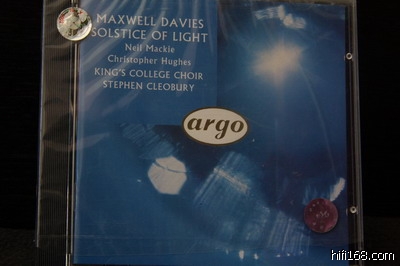 MAXWELL DAVIES
SOLSTICE OF LIGHT
Neil Mackie
Christopher Hughes
KING'S COLLEGE CHOIR
STEPHEN CLEOBURY
argo
hifi168.com